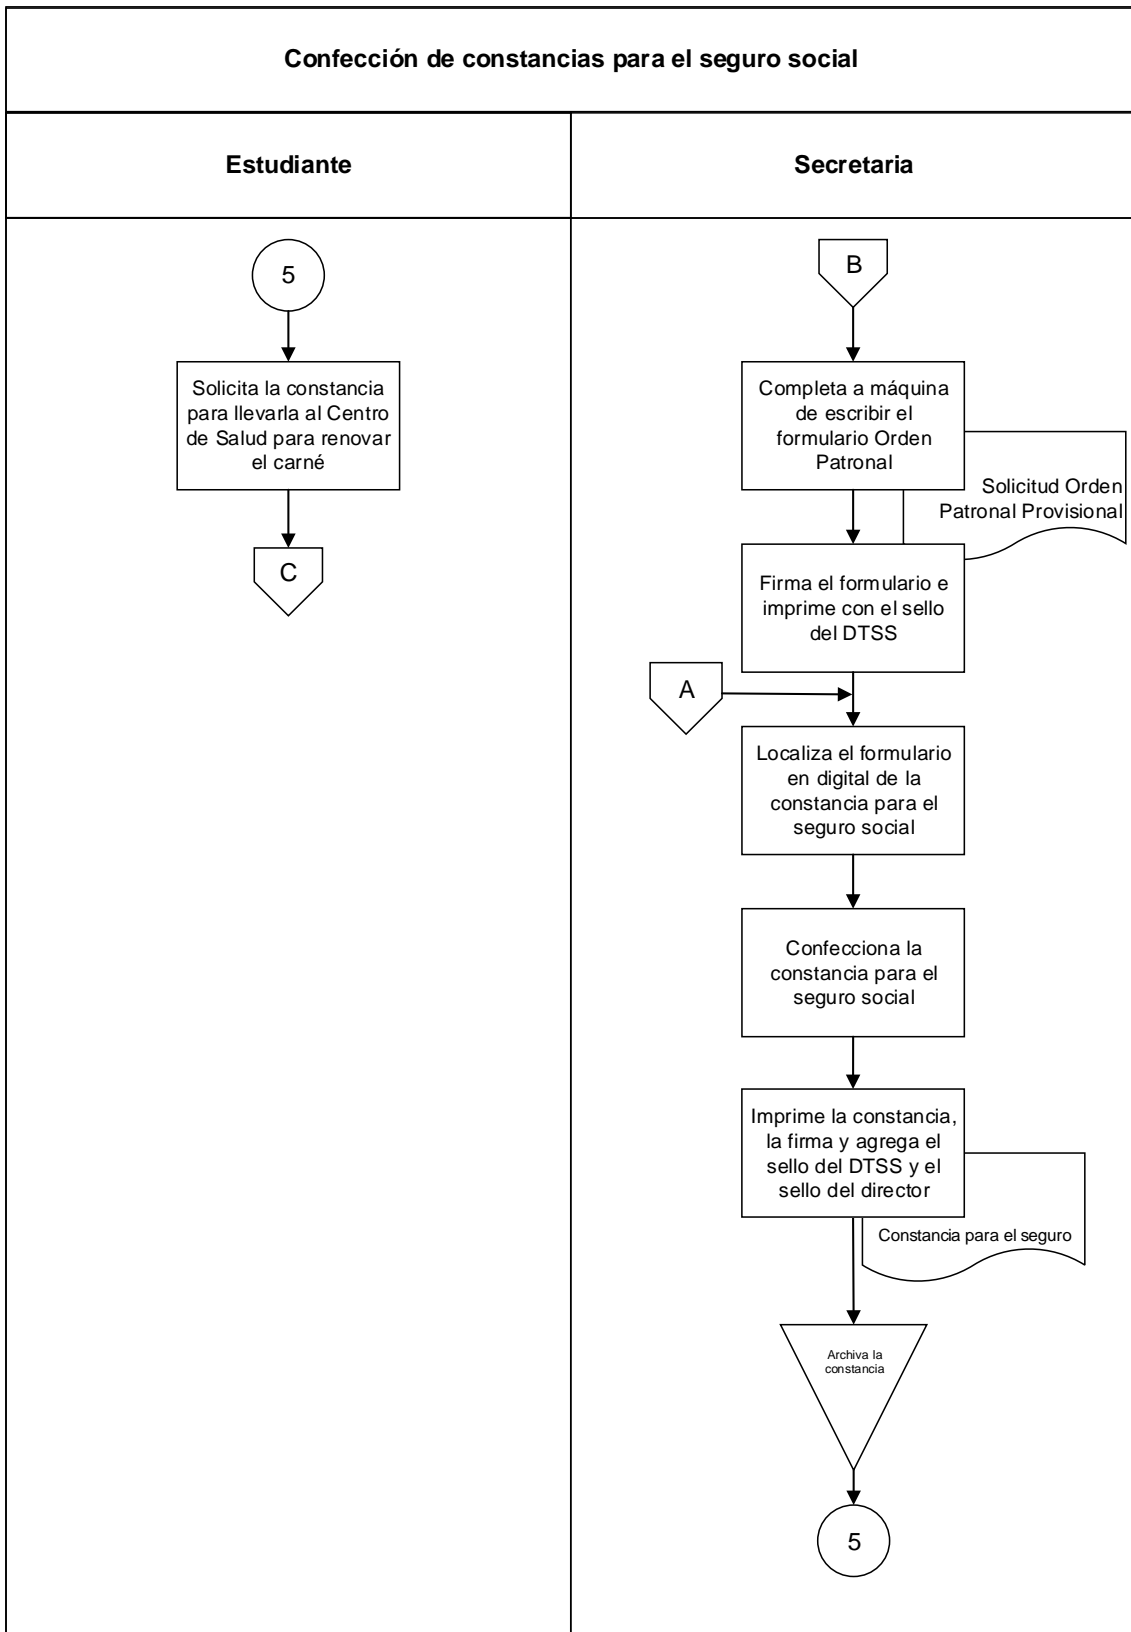 Confección de constancias para el seguro social
Estudiante
Secretaria
5
Solicita la constancia
para llevarla al Centro
de Salud para renovar
el carné
C
B
Completa a máquina
de escribir el
formulario Orden
Patronal
Solicitud Orden
Patronal Provisional
Firma el formulario e
imprime con el sello
del DTSS
A
Localiza el formulario
en digital de la
constancia para el
seguro social
Confecciona la
constancia para el
seguro social
Imprime la constancia,
la firma y agrega el
sello del DTSS y el
sello del director
Constancia para el seguro
Archiva la
constancia
5